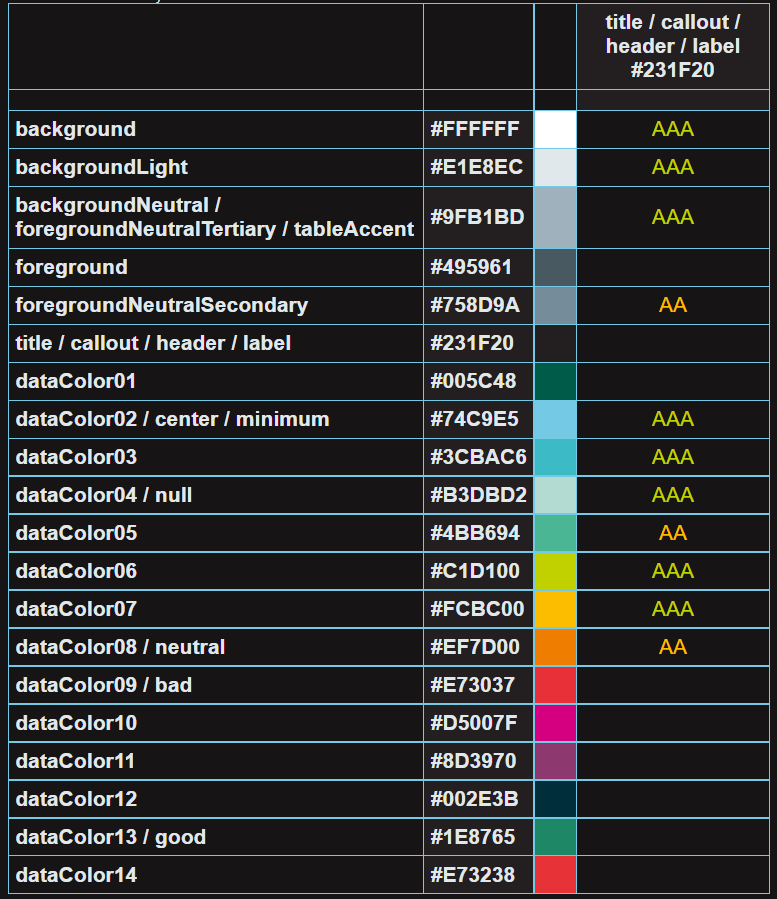 title / callout /
header / label
#231F20
background #FFFFFF AAA
backgroundLight #E1E8EC AAA
backgroundNeutral /
foregroundNeutralTertiary / tableAccent #9FB1BD AAA
foreground #495961
foregroundNeutralSecondary #758D9A AA
title / callout / header / label #231F20
dataColor01 #005C48
dataColor02 / center / minimum #74C9E5 AAA
dataColor03 #3CBAC6 AAA
dataColor04 / null #B3DBD2 AAA
dataColor05 #4BB694 AA
dataColor06 #C1D100 AAA
dataColor07 #FCBC00 AAA
dataColor08 / neutral #EF7D00 AA
dataColor09 / bad #E73037
dataColor10 #D5007F
dataColor11 #8D3970
dataColor12 #002E3B
dataColor13 / good #1E8765
dataColor14 #E73238